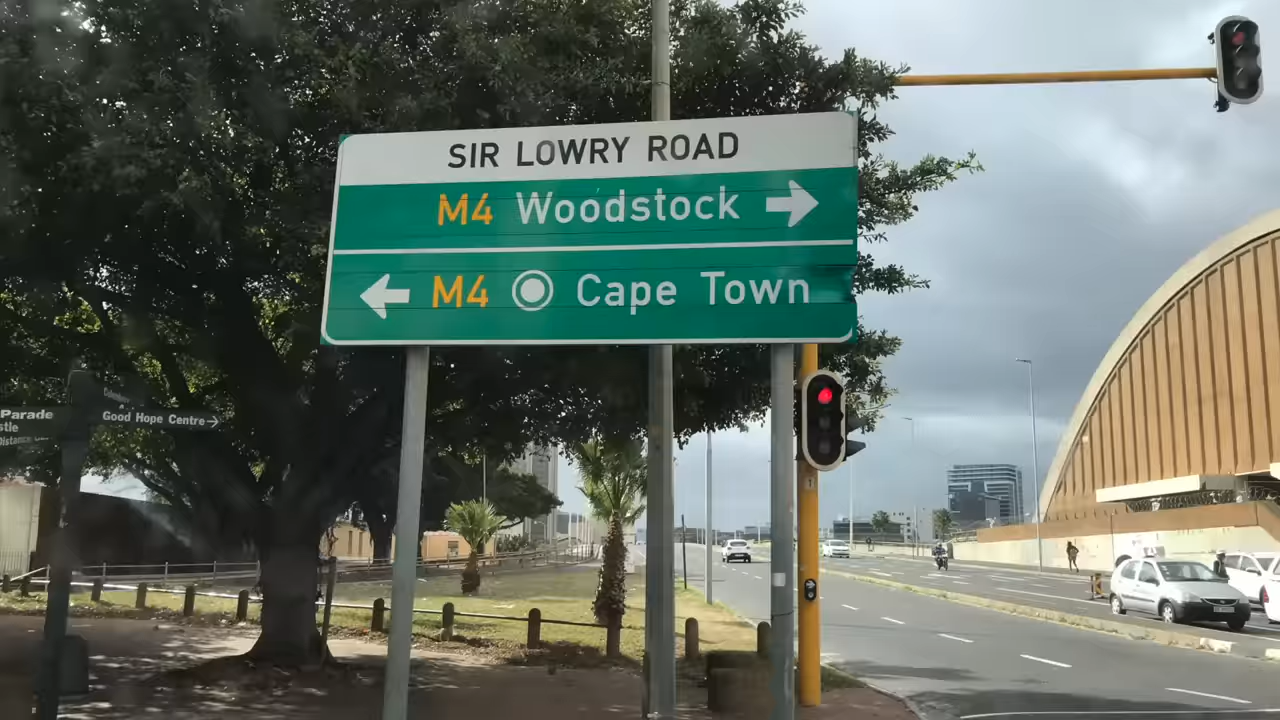 SIR LOWRY ROAD
M4 Woodstock
M4 Cape Town
Parade
Good Hope Centre